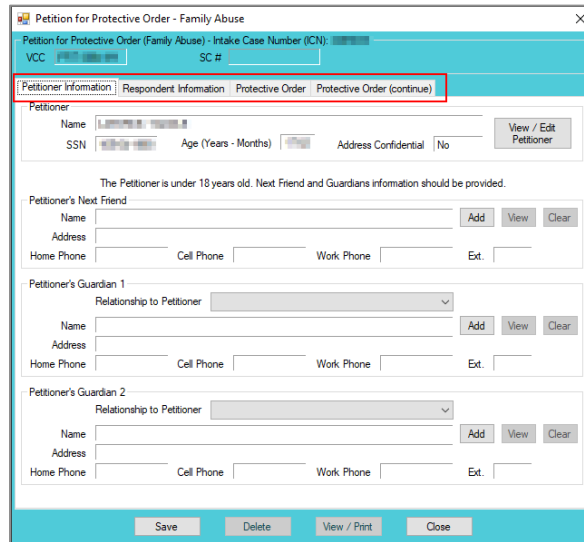 Petition for Protective Order - Family Abuse
Petition for Protective Order (Family Abuse) - Intake Case Number (ICN):
VCC SC #
Petitioner Information Respondent Information Protective Order Protective Order (continue)
Petitioner
Name View / Edit Petitioner
SSN Age (Years - Months) Address Confidential No
The Petitioner is under 18 years old. Next Friend and Guardians information should be provided.
Petitioner's Next Friend
Name Add View Clear
Address
Home Phone Cell Phone Work Phone Ext.
Petitioner's Guardian 1
Relationship to Petitioner
Name Add View Clear
Address
Home Phone Cell Phone Work Phone Ext.
Petitioner's Guardian 2
Relationship to Petitioner
Name Add View Clear
Address
Home Phone Cell Phone Work Phone Ext.
Save Delete View / Print Close